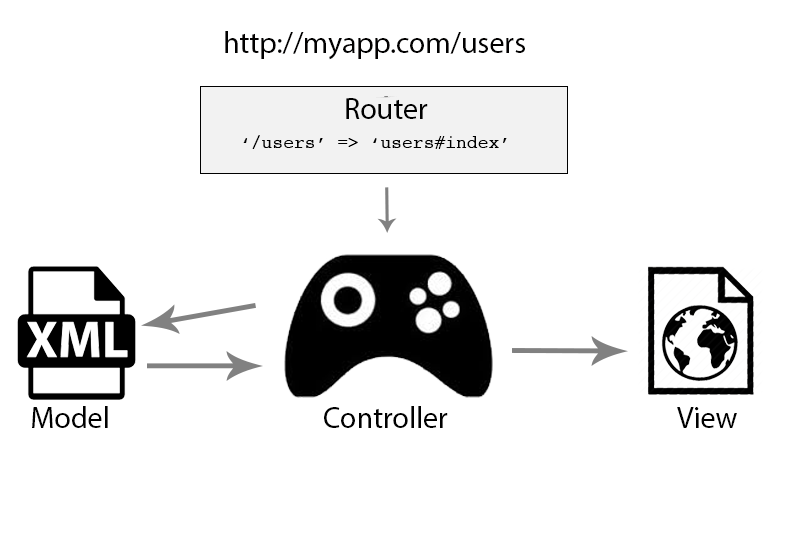 http://myapp.com/users
Router
‘/users’ => ‘users#index’
XML
Model
Controller
View